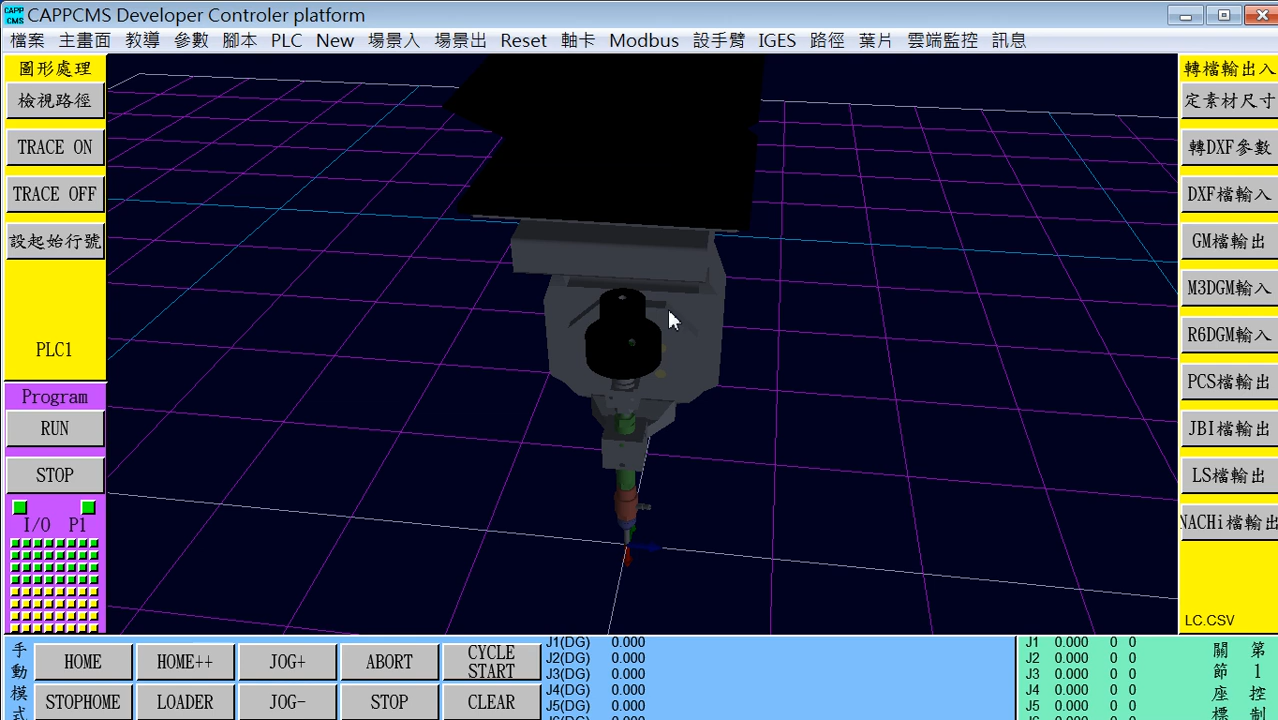 CAPP CMS CAPPCMS Developer Controler platform
檔案 主畫面 教導 參數 腳本 PLC New 場景入 場景出 Reset 軸卡 Modbus 設手臂 IGES 路徑 葉片 雲端監控 訊息
圖形處理
檢視路徑
TRACE ON
TRACE OFF
設起始行號
PLC1
Program
RUN
STOP
I/O P1
轉檔輸出入
定素材尺寸
轉DXF參數
DXF檔輸入
GM檔輸出
M3DGM輸入
R6DGM輸入
PCS檔輸出
JBI檔輸出
LS檔輸出
NACHi檔輸出
LC.CSV
手動模式
HOME HOME++ JOG+ ABORT CYCLE START
STOPHOME LOADER JOG- STOP CLEAR
J1(DG) 0.000
J2(DG) 0.000
J3(DG) 0.000
J4(DG) 0.000
J5(DG) 0.000
J1 0.000 0 0
J2 0.000 0 0
J3 0.000 0 0
J4 0.000 0 0
J5 0.000 0 0
關節座標
第1控制